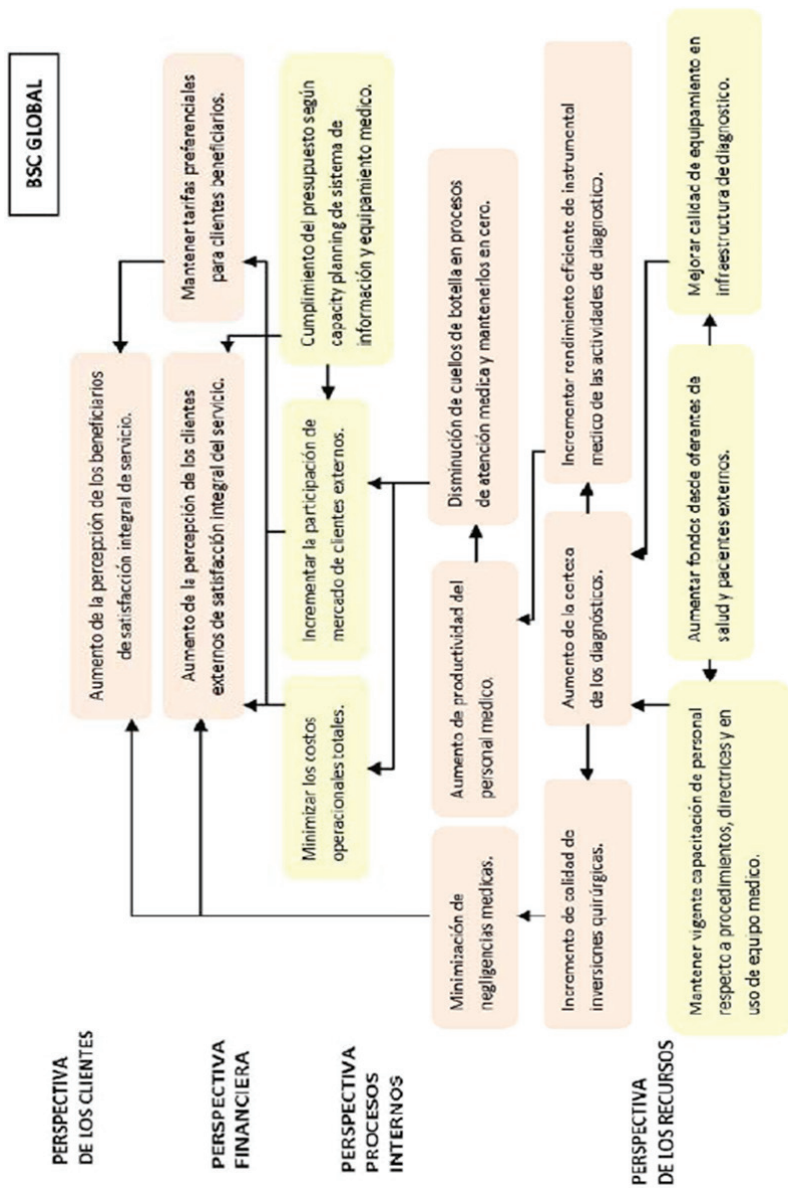 BSC GLOBAL
PERSPECTIVA
DE LOS CLIENTES
Aumento de la percepción de los beneficiarios
de satisfacción integral de servicio.
PERSPECTIVA
FINANCIERA
Aumento de la percepción de los clientes
externos de satisfacción integral del servicio.
Mantener tarifas preferenciales
para clientes beneficiarios.
PERSPECTIVA
PROCESOS
INTERNOS
Minimizar los costos
operacionales totales.
Incrementar la participación de
mercado de clientes externos.
Cumplimiento del presupuesto según
capacity planning de sistema de
información y equipamiento medico.
Minimización de
negligencias medicas.
Aumento de productividad del
personal medico.
Disminución de cuellos de botella en procesos
de atención medica y mantenerlos en cero.
Incremento de calidad de
inversiones quirúrgicas.
Aumento de la certeza
de los diagnósticos.
Incrementar rendimiento eficiente de instrumental
medico de las actividades de diagnostico.
PERSPECTIVA
DE LOS RECURSOS
Mantener vigente capacitación de personal
respecto a procedimientos, directrices y en
uso de equipo medico.
Aumentar fondos desde oferentes de
salud y pacientes externos.
Mejorar calidad de equipamiento en
infraestructura de diagnostico.